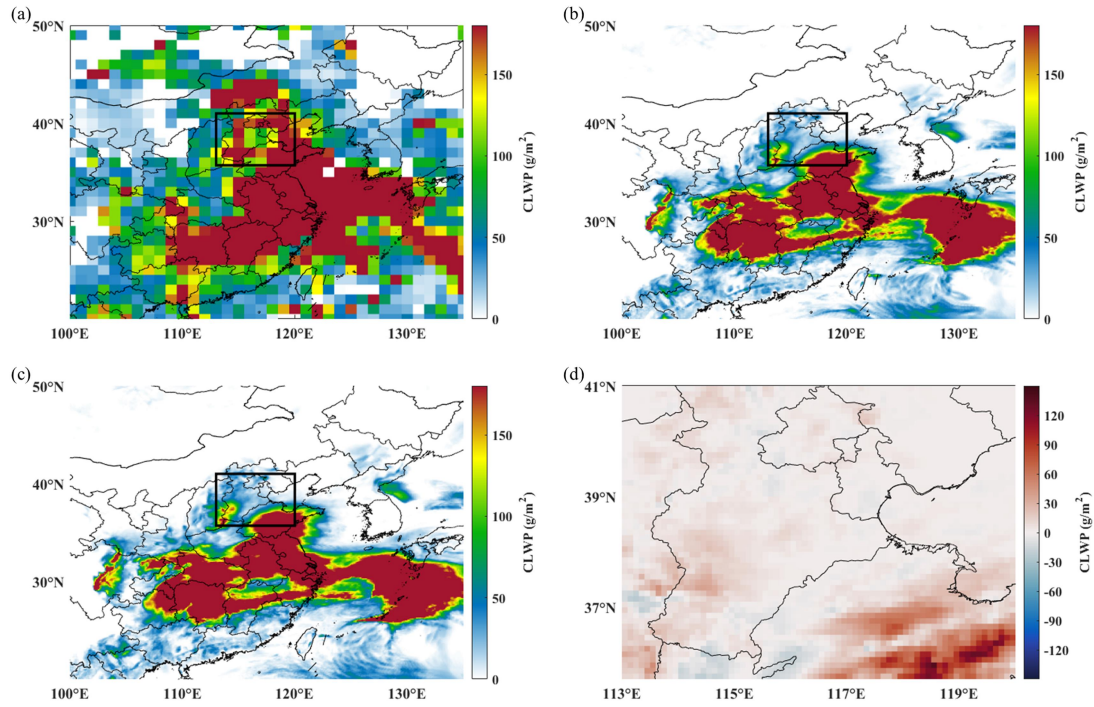 (a)
50°N
40°N
30°N
100°E
110°E
120°E
130°E
150
100
50
0
CLWP (g/m²)
(b)
50°N
40°N
30°N
100°E
110°E
120°E
130°E
150
100
50
0
CLWP (g/m²)
(c)
50°N
40°N
30°N
100°E
110°E
120°E
130°E
150
100
50
0
CLWP (g/m²)
(d)
41°N
39°N
37°N
113°E
115°E
117°E
119°E
120
90
60
30
0
-30
-60
-90
-120
CLWP (g/m²)